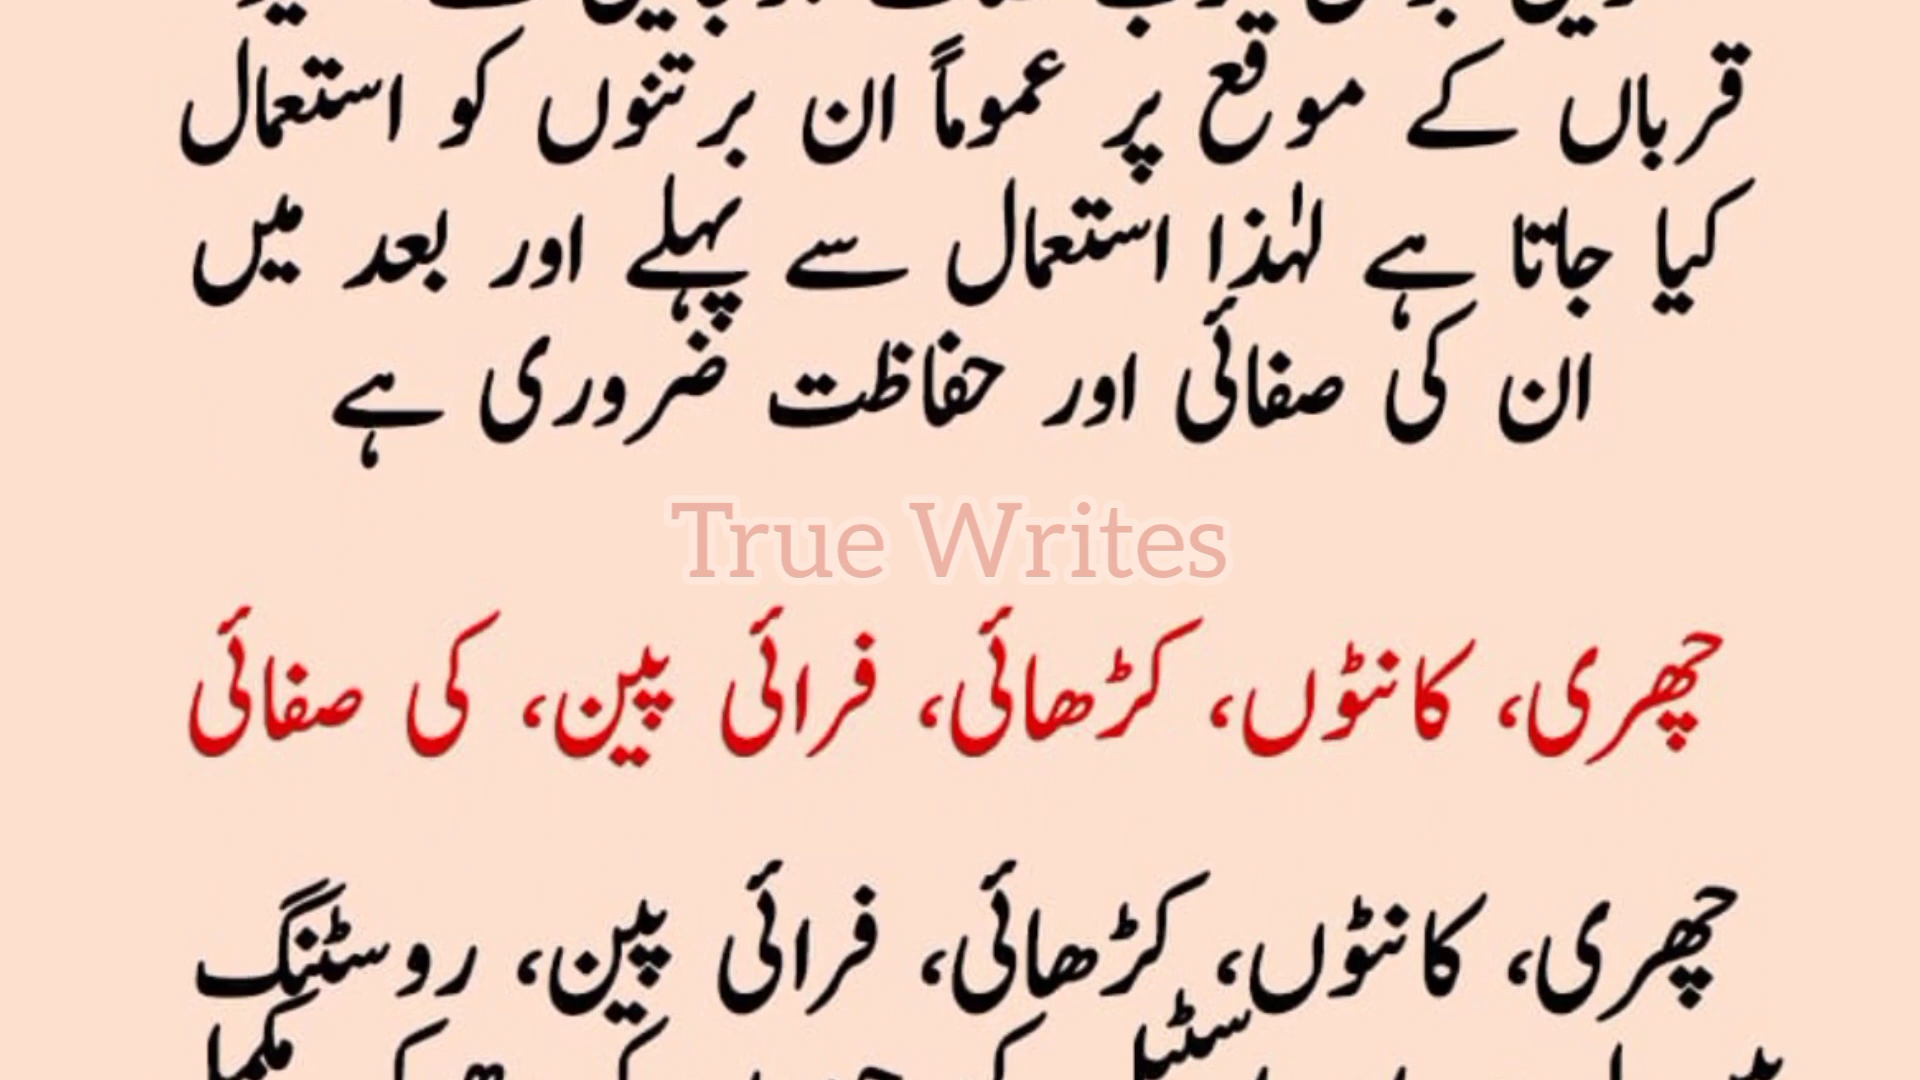 قرباں کے موقع پر عموماً ان برتنوں کو استعمال
کیا جاتا ہے لہٰذا استعمال سے پہلے اور بعد میں
ان کی صفائی اور حفاظت ضروری ہے
True Writes
چھری، کانٹوں، کڑھائی، فرائی پین، کی صفائی
چھری، کانٹوں، کڑھائی، فرائی پین، روسٹنگ